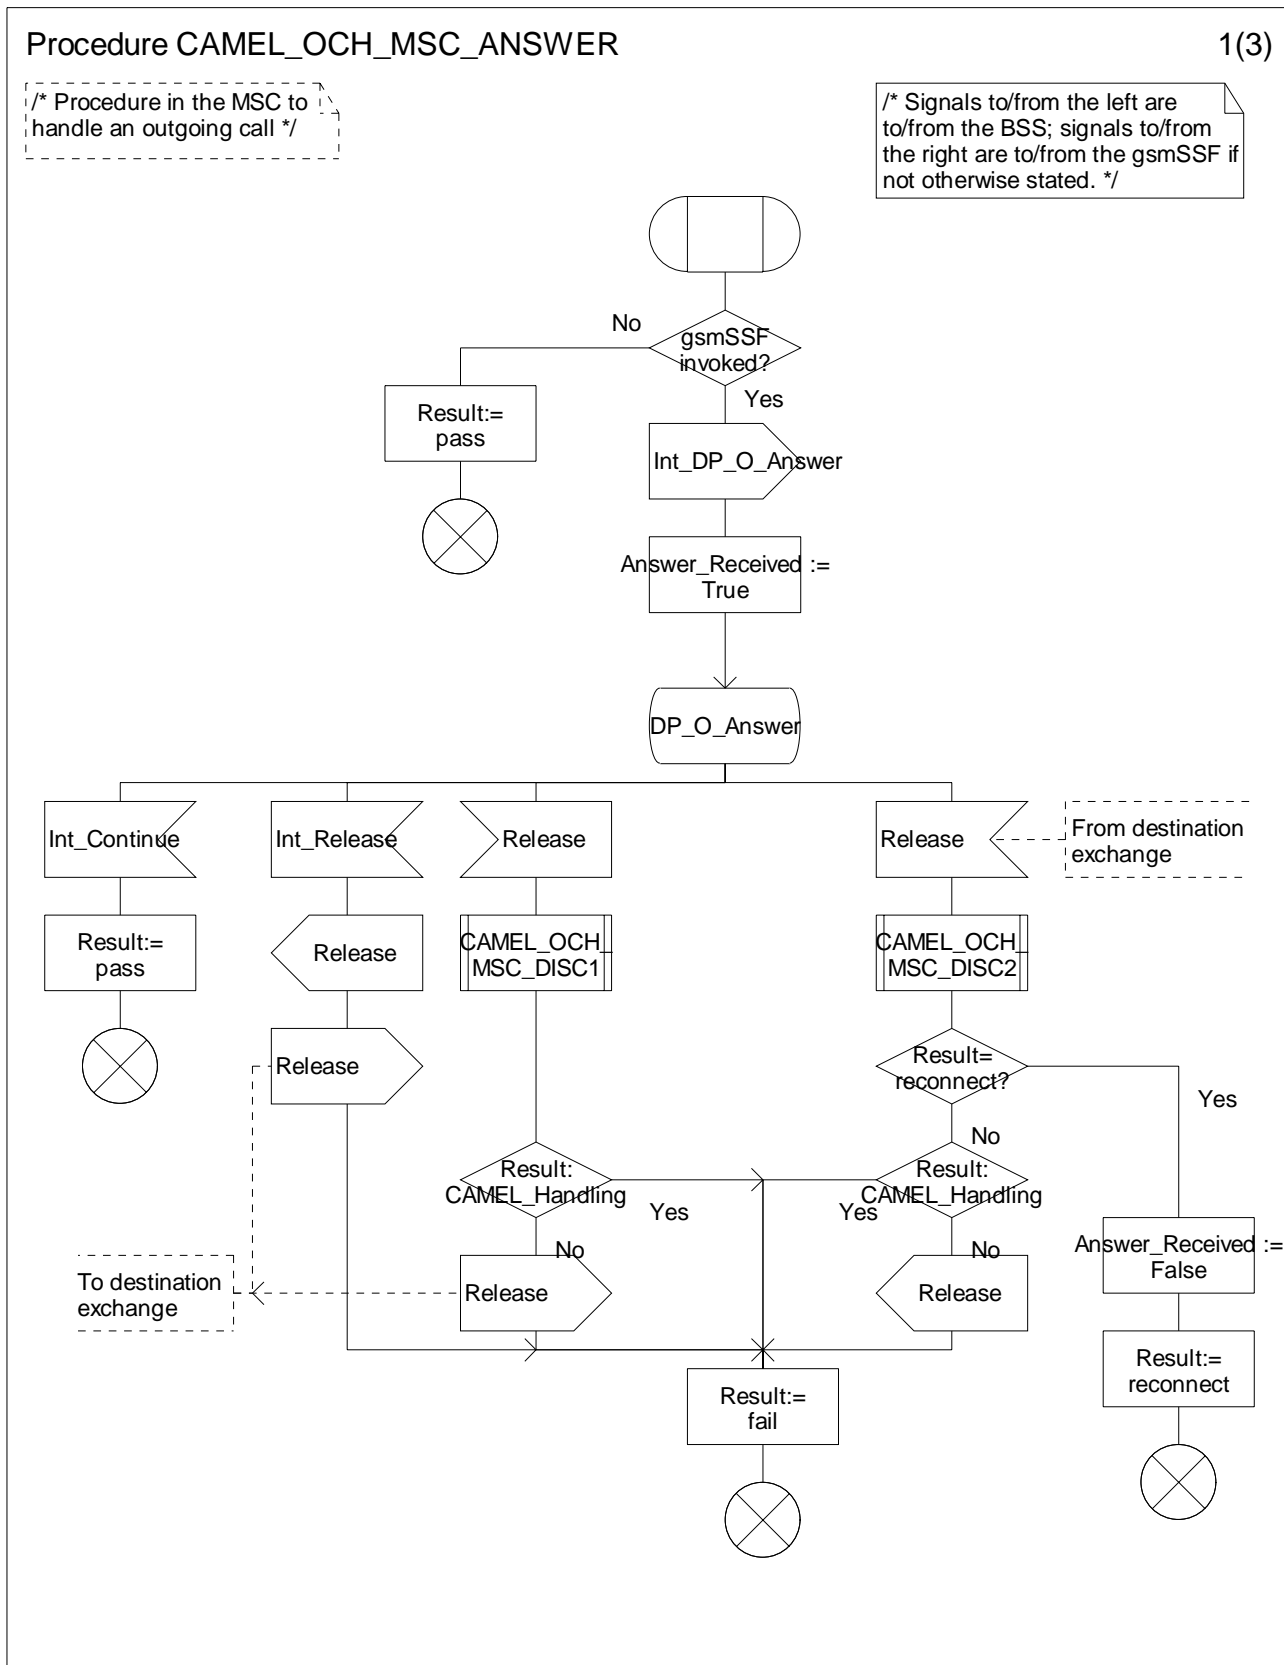 Procedure CAMEL_OCH_MSC_ANSWER
1(3)
/* Procedure in the MSC to
handle an outgoing call */
/* Signals to/from the left are
to/from the BSS; signals to/from
the right are to/from the gsmSSF if
not otherwise stated. */
gsmSSF
invoked?
No
Yes
Result:=
pass
Int_DP_O_Answer
Answer_Received :=
True
DP_O_Answer
Int_Continue
Int_Release
Release
Release
From destination
exchange
Result:=
pass
Release
CAMEL_OCH_
MSC_DISC1
CAMEL_OCH_
MSC_DISC2
Release
Result=
reconnect?
Yes
No
Result:
CAMEL_Handling
Yes
No
Result:
CAMEL_Handling
Yes
No
Answer_Received :=
False
To destination
exchange
Release
Release
Result:=
reconnect
Result:=
fail